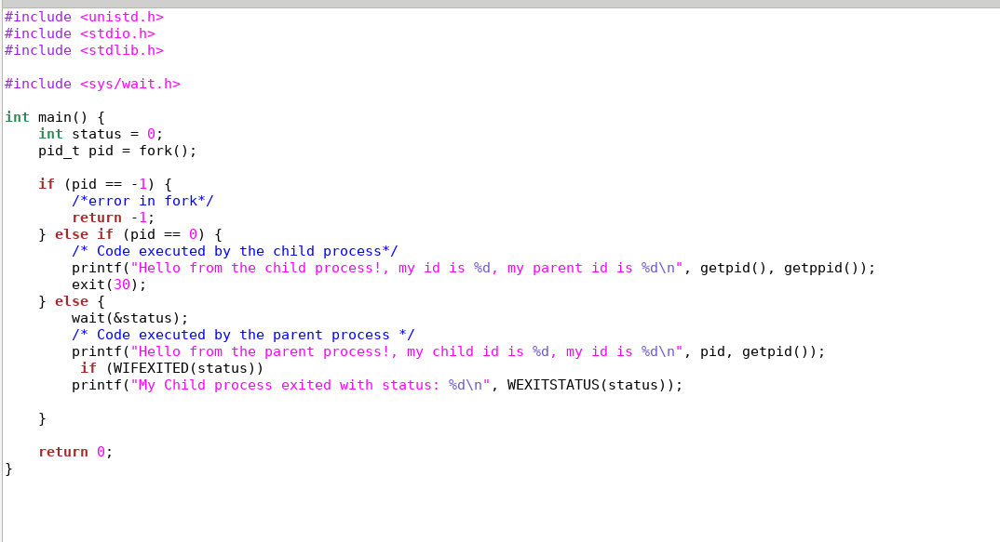 #include <unistd.h>
#include <stdio.h>
#include <stdlib.h>

#include <sys/wait.h>

int main() {
    int status = 0;
    pid_t pid = fork();

    if (pid == -1) {
        /*error in fork*/
        return -1;
    } else if (pid == 0) {
        /* Code executed by the child process*/
        printf("Hello from the child process!, my id is %d, my parent id is %d\n", getpid(), getppid());
        exit(30);
    } else {
        wait(&status);
        /* Code executed by the parent process */
        printf("Hello from the parent process!, my child id is %d, my id is %d\n", pid, getpid());
         if (WIFEXITED(status))
        printf("My Child process exited with status: %d\n", WEXITSTATUS(status));

    }

    return 0;
}